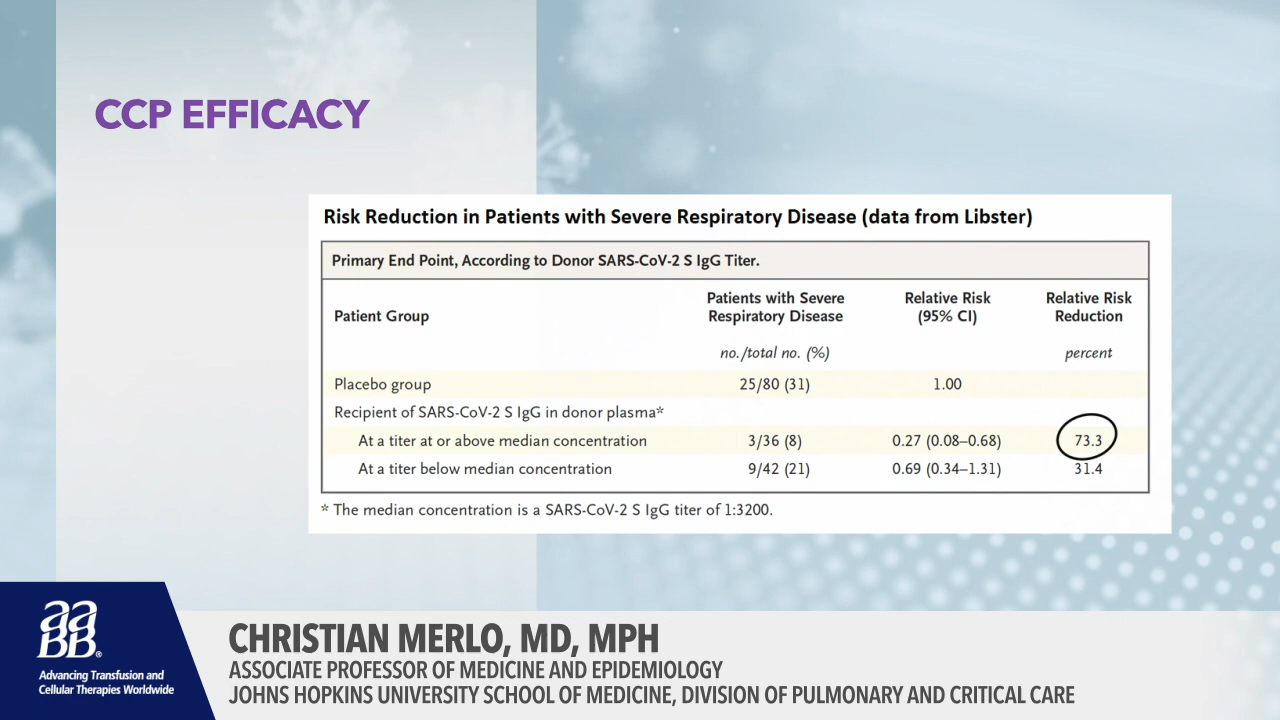 CCP EFFICACY
Risk Reduction in Patients with Severe Respiratory Disease (data from Libster)
Primary End Point, According to Donor SARS-CoV-2 S IgG Titer.
Patient Group
Patients with Severe
Respiratory Disease
Relative Risk
(95% CI)
Relative Risk
Reduction
no./total no. (%)
percent
Placebo group 25/80 (31) 1.00
Recipient of SARS-CoV-2 S IgG in donor plasma*
At a titer at or above median concentration 3/36 (8) 0.27 (0.08–0.68) 73.3
At a titer below median concentration 9/42 (21) 0.69 (0.34–1.31) 31.4
* The median concentration is a SARS-CoV-2 S IgG titer of 1:3200.
aaBB®
Advancing Transfusion and
Cellular Therapies Worldwide
CHRISTIAN MERLO, MD, MPH
ASSOCIATE PROFESSOR OF MEDICINE AND EPIDEMIOLOGY
JOHNS HOPKINS UNIVERSITY SCHOOL OF MEDICINE, DIVISION OF PULMONARY AND CRITICAL CARE